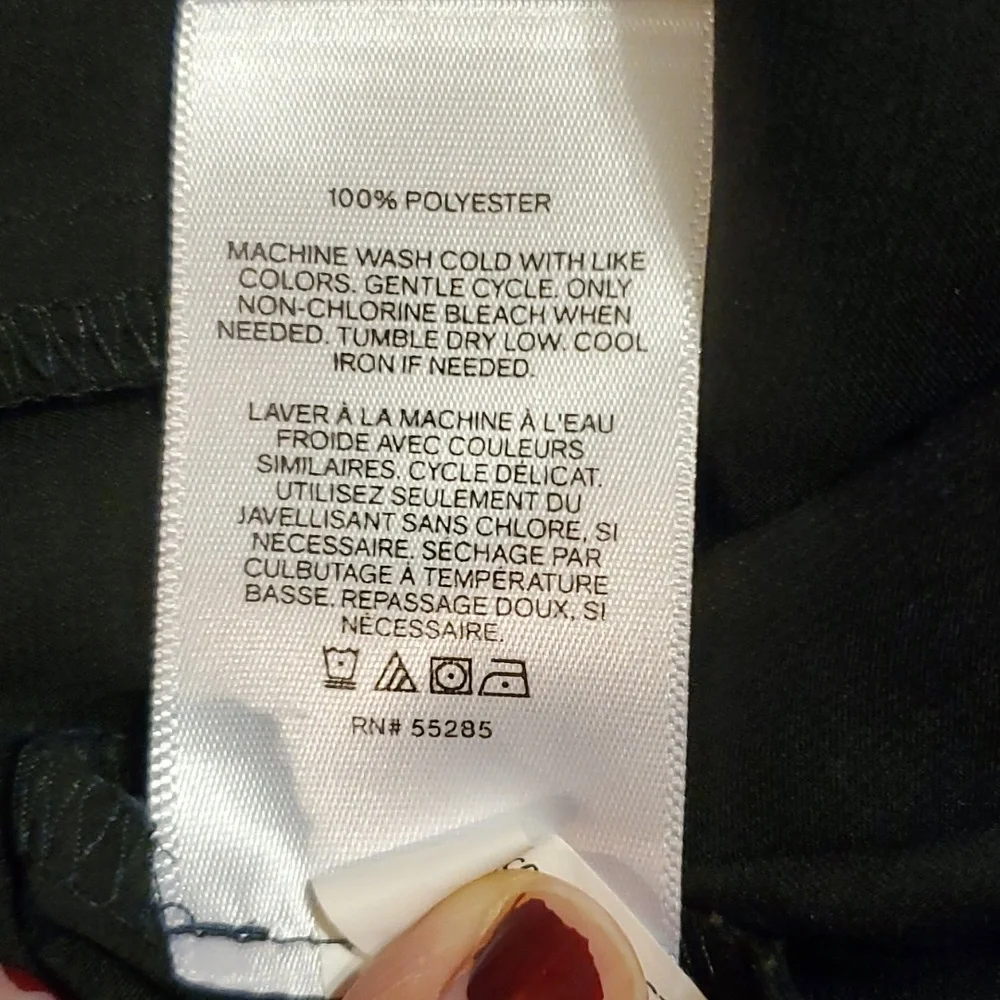 100% POLYESTER
MACHINE WASH COLD WITH LIKE
COLORS. GENTLE CYCLE. ONLY
NON-CHLORINE BLEACH WHEN
NEEDED. TUMBLE DRY LOW. COOL
IRON IF NEEDED.
LAVER À LA MACHINE À L'EAU
FROIDE AVEC COULEURS
SIMILAIRES. CYCLE DÉLICAT.
UTILISEZ SEULEMENT DU
JAVELLISANT SANS CHLORE, SI
NÉCESSAIRE. SÉCHAGE PAR
CULBUTAGE À TEMPÉRATURE
BASSE. REPASSAGE DOUX, SI
NÉCESSAIRE.
RN# 55285